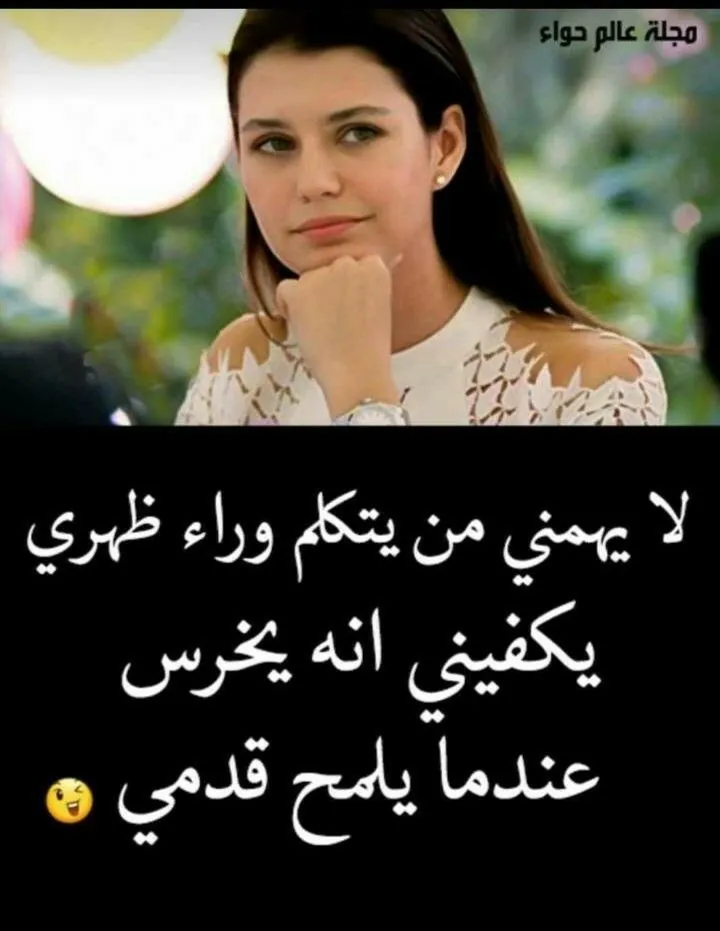 مجلة عالم حواء
لا يهمني من يتكلم وراء ظهري
يكفيني انه يخرس
عندما يلمح قدمي 😜